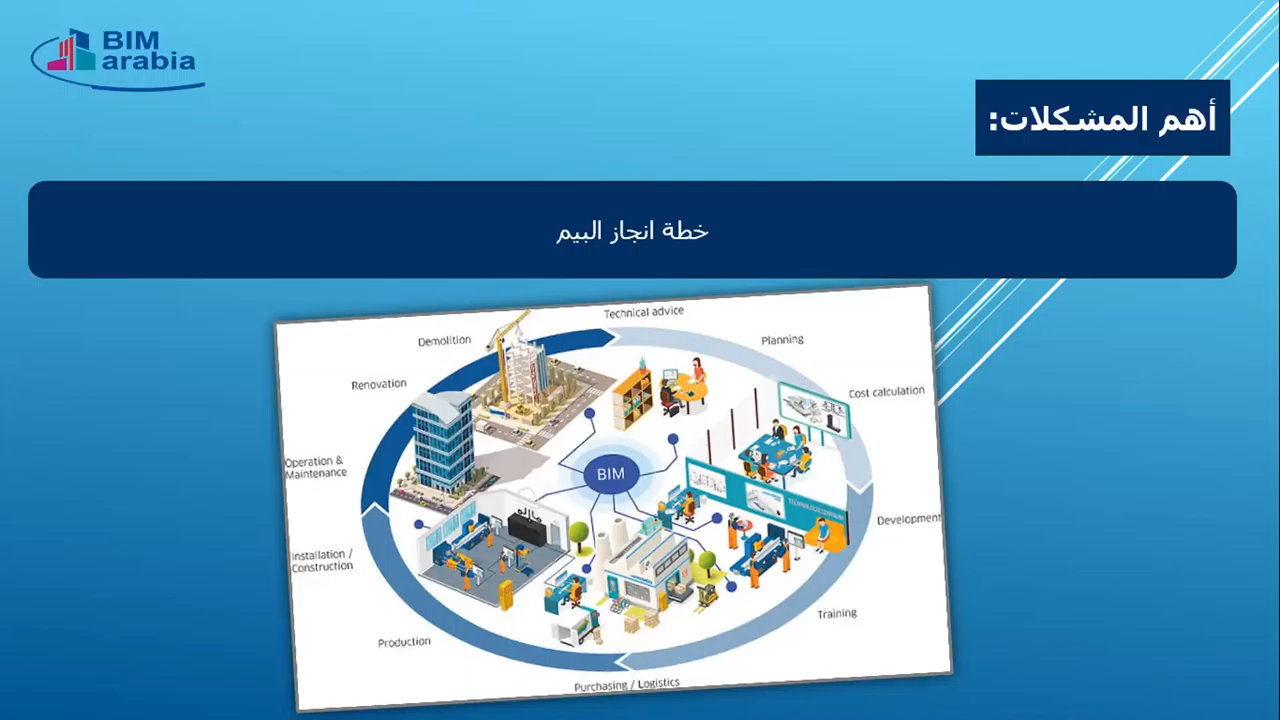 BIM
arabia
أهم المشكلات:
خطة انجاز البيم
Technical advice
Demolition
Planning
Renovation
Cost calculation
Operation &
Maintenance
BIM
Development
Installation /
Construction
Training
Production
Purchasing / Logistics